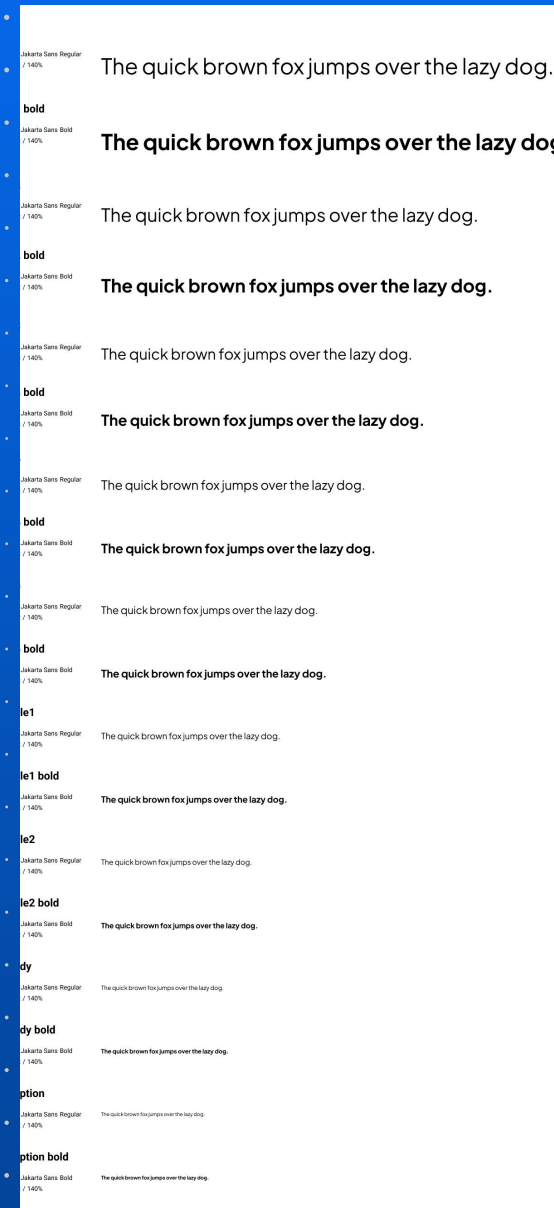 Jakarta Sans Regular
/ 140%
The quick brown fox jumps over the lazy dog.
bold
Jakarta Sans Bold
/ 140%
The quick brown fox jumps over the lazy dog
Jakarta Sans Regular
/ 140%
The quick brown fox jumps over the lazy dog.
bold
Jakarta Sans Bold
/ 140%
The quick brown fox jumps over the lazy dog.
Jakarta Sans Regular
/ 140%
The quick brown fox jumps over the lazy dog.
bold
Jakarta Sans Bold
/ 140%
The quick brown fox jumps over the lazy dog.
Jakarta Sans Regular
/ 140%
The quick brown fox jumps over the lazy dog.
bold
Jakarta Sans Bold
/ 140%
The quick brown fox jumps over the lazy dog.
Jakarta Sans Regular
/ 140%
The quick brown fox jumps over the lazy dog.
bold
Jakarta Sans Bold
/ 140%
The quick brown fox jumps over the lazy dog.
le1
Jakarta Sans Regular
/ 140%
The quick brown fox jumps over the lazy dog.
le1 bold
Jakarta Sans Bold
/ 140%
The quick brown fox jumps over the lazy dog.
le2
Jakarta Sans Regular
/ 140%
The quick brown fox jumps over the lazy dog.
le2 bold
Jakarta Sans Bold
/ 140%
The quick brown fox jumps over the lazy dog.
dy
Jakarta Sans Regular
/ 140%
The quick brown fox jumps over the lazy dog.
dy bold
Jakarta Sans Bold
/ 140%
The quick brown fox jumps over the lazy dog.
ption
Jakarta Sans Regular
/ 140%
The quick brown fox jumps over the lazy dog.
ption bold
Jakarta Sans Bold
/ 140%
The quick brown fox jumps over the lazy dog.